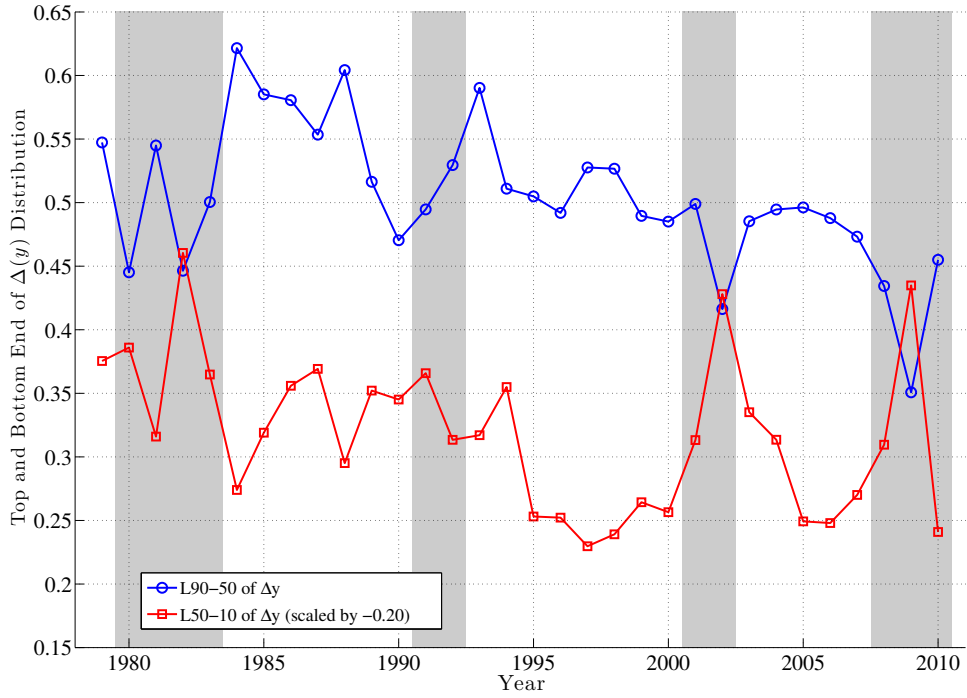 0.65
0.6
0.55
0.5
0.45
0.4
0.35
0.3
0.25
0.2
0.15
Top and Bottom End of Δ(y) Distribution
L90−50 of Δy
L50−10 of Δy (scaled by −0.20)
1980 1985 1990 1995 2000 2005 2010
Year